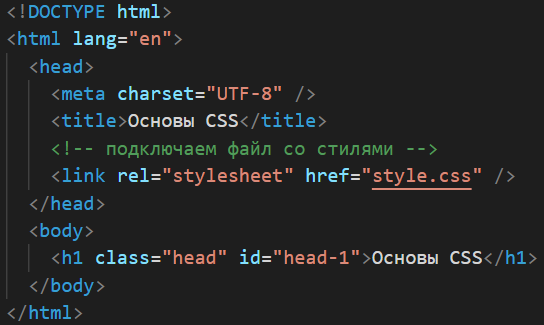 <!DOCTYPE html>
<html lang="en">
<head>
<meta charset="UTF-8" />
<title>Основы CSS</title>
<!-- подключаем файл со стилями -->
<link rel="stylesheet" href="style.css" />
</head>
<body>
<h1 class="head" id="head-1">Основы CSS</h1>
</body>
</html>